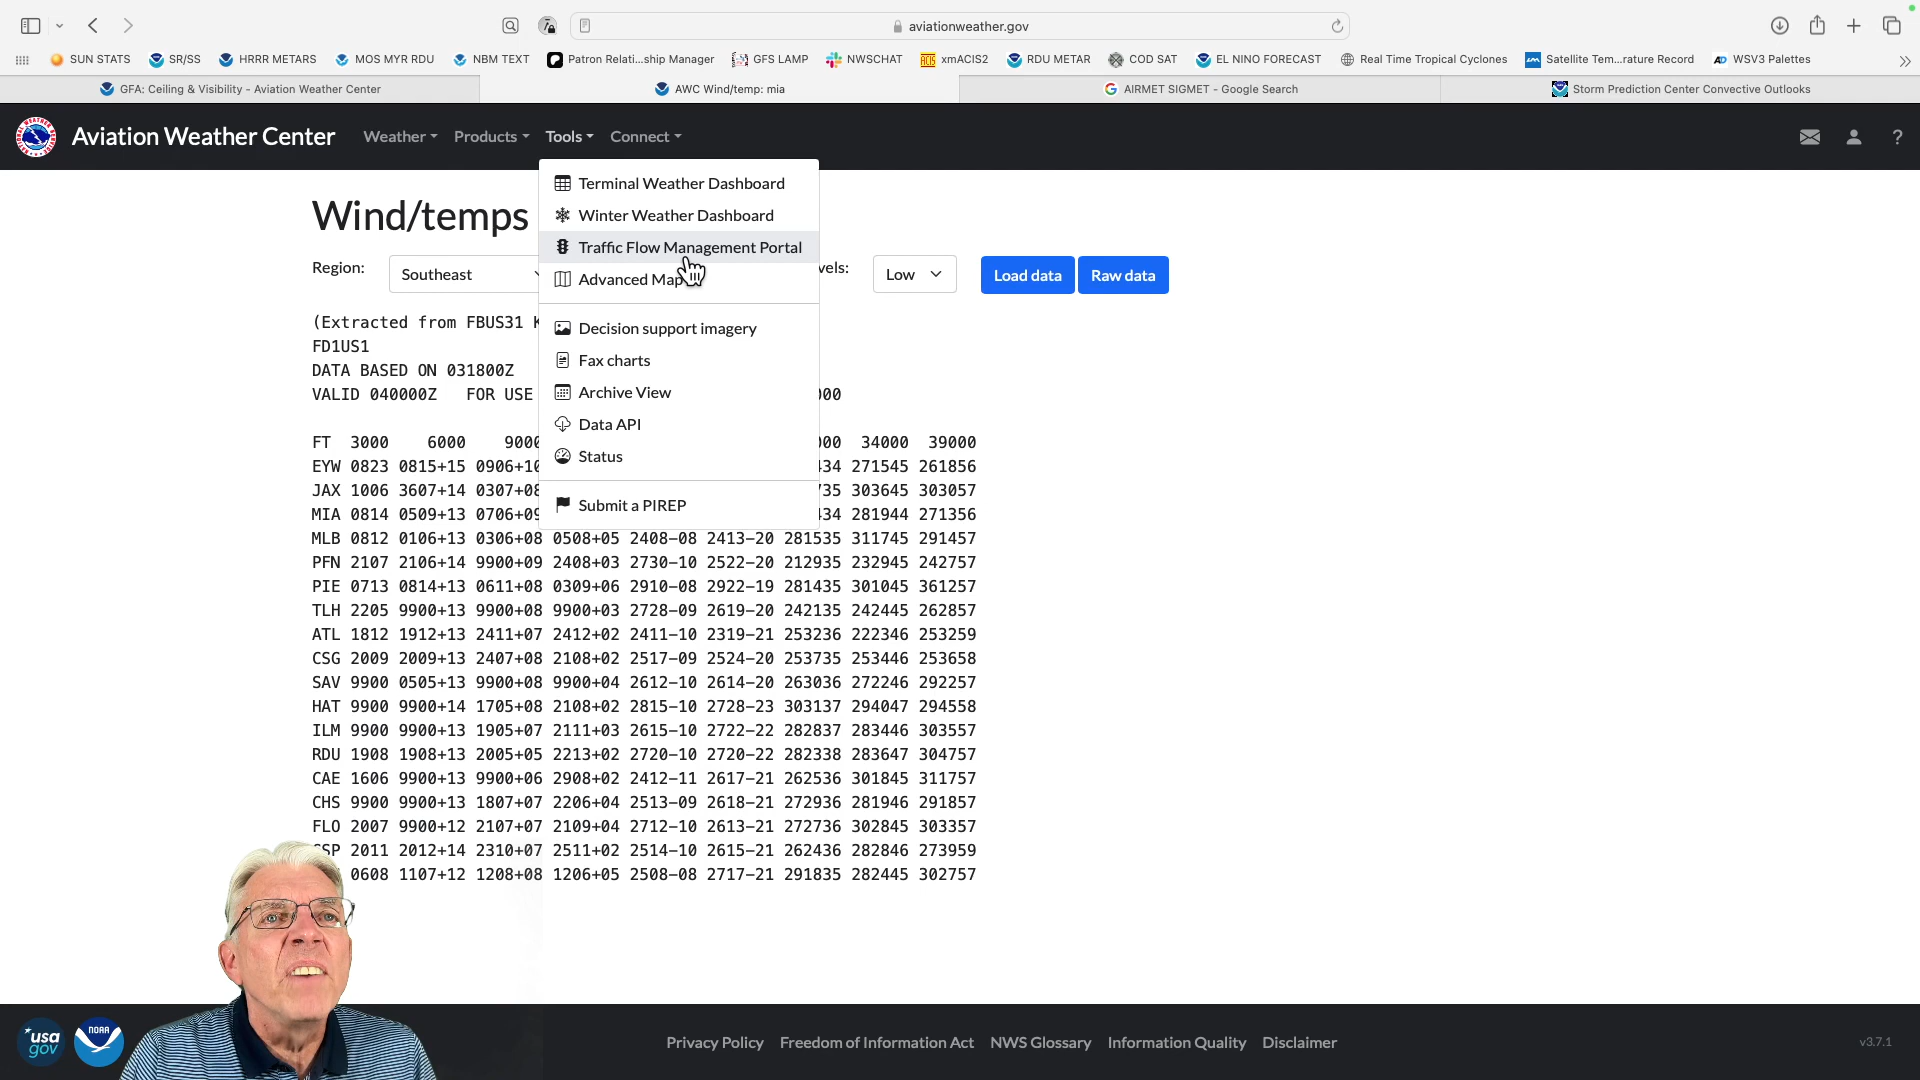 aviationweather.gov
SUN STATS SR/SS HRRR METARS MOS MYR RDU NBM TEXT Patron Relati...ship Manager GFS LAMP NWSCHAT xmACIS2 RDU METAR COD SAT EL NINO FORECAST Real Time Tropical Cyclones Satellite Tem...rature Record WSV3 Palettes
GFA: Ceiling & Visibility - Aviation Weather Center AWC Wind/temp: mia AIRMET SIGMET - Google Search Storm Prediction Center Convective Outlooks
Aviation Weather Center Weather Products Tools Connect ?
Terminal Weather Dashboard
Winter Weather Dashboard
Traffic Flow Management Portal
Advanced Map
Decision support imagery
Fax charts
Archive View
Data API
Status
Submit a PIREP
Wind/temps
Region: Southeast vels: Low Load data Raw data
(Extracted from FBUS31 K
FD1US1
DATA BASED ON 031800Z
VALID 040000Z FOR USE 00
FT 3000 6000 9000 00 34000 39000
EYW 0823 0815+15 0906+10 434 271545 261856
JAX 1006 3607+14 0307+08 735 303645 303057
MIA 0814 0509+13 0706+09 434 281944 271356
MLB 0812 0106+13 0306+08 0508+05 2408-08 2413-20 281535 311745 291457
PFN 2107 2106+14 9900+09 2408+03 2730-10 2522-20 212935 232945 242757
PIE 0713 0814+13 0611+08 0309+06 2910-08 2922-19 281435 301045 361257
TLH 2205 9900+13 9900+08 9900+03 2728-09 2619-20 242135 242445 262857
ATL 1812 1912+13 2411+07 2412+02 2411-10 2319-21 253236 222346 253259
CSG 2009 2009+13 2407+08 2108+02 2517-09 2524-20 253735 253446 253658
SAV 9900 0505+13 9900+08 9900+04 2612-10 2614-20 263036 272246 292257
HAT 9900 9900+14 1705+08 2108+02 2815-10 2728-23 303137 294047 294558
ILM 9900 9900+13 1905+07 2111+03 2615-10 2722-22 282837 283446 303557
RDU 1908 1908+13 2005+05 2213+02 2720-10 2720-22 282338 283647 304757
CAE 1606 9900+13 9900+06 2908+02 2412-11 2617-21 262536 301845 311757
CHS 9900 9900+13 1807+07 2206+04 2513-09 2618-21 272936 281946 291857
FLO 2007 9900+12 2107+07 2109+04 2712-10 2613-21 272736 302845 303357
SP 2011 2012+14 2310+07 2511+02 2514-10 2615-21 262436 282846 273959
0608 1107+12 1208+08 1206+05 2508-08 2717-21 291835 282445 302757
usa gov NOAA Privacy Policy Freedom of Information Act NWS Glossary Information Quality Disclaimer v3.7.1